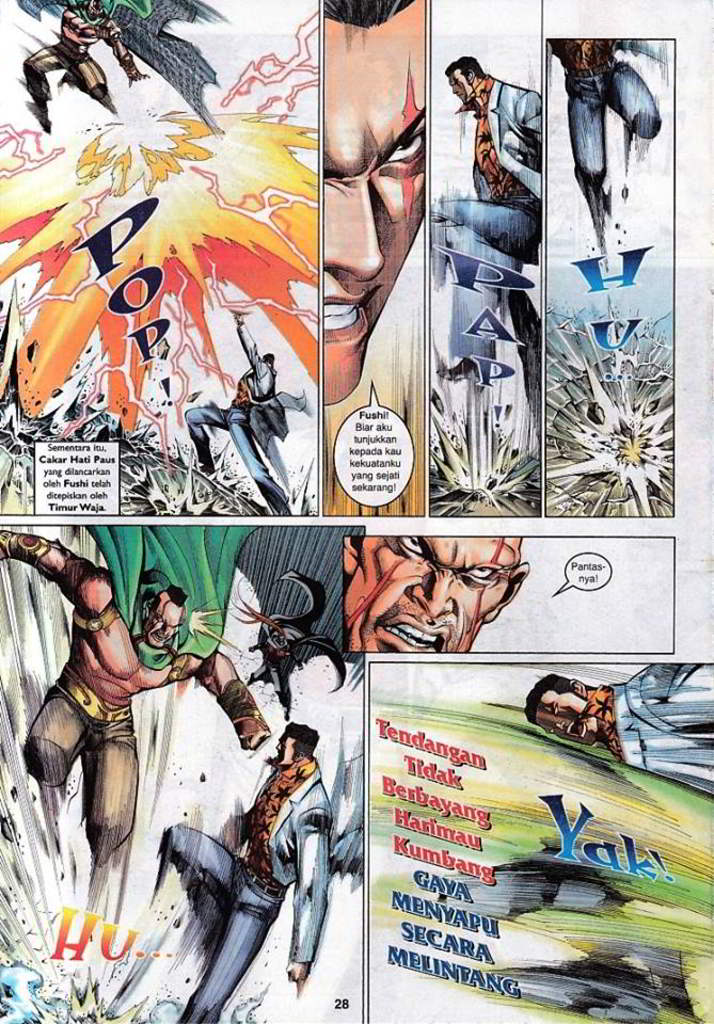 POP!
Sementara itu,
Cakar Hati Paus
yang dilancarkan
oleh Fushi telah
ditepiskan oleh
Timur Waja.
Fushi!
Biar aku
tunjukkan
kepada kau
kekuatanku
yang sejati
sekarang!
PAP!
HU...
HU...
Pantas-
nya!
Tendangan
Tidak
Berbayang
Harimau
Kumbang
GAYA
MENYAPU
SECARA
MELINTANG
Yak!
28